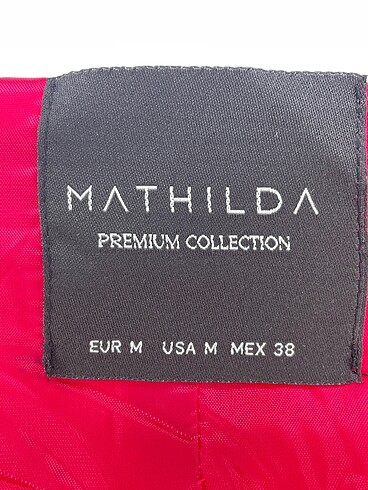 MATHILDA
PREMIUM COLLECTION
EUR M USA M MEX 38